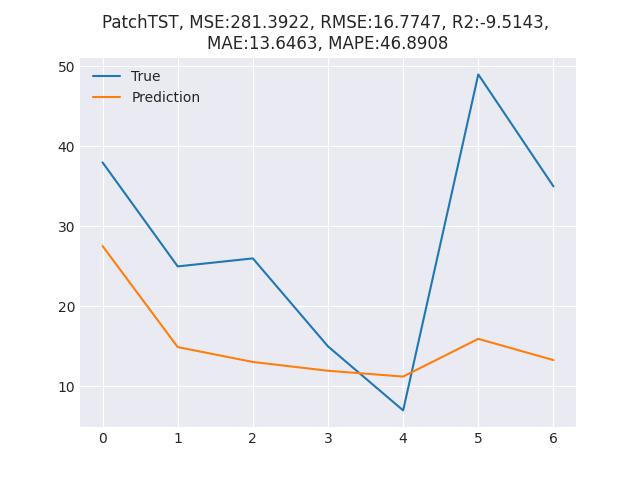 PatchTST, MSE:281.3922, RMSE:16.7747, R2:-9.5143,
MAE:13.6463, MAPE:46.8908
True
Prediction
50
40
30
20
10
0 1 2 3 4 5 6